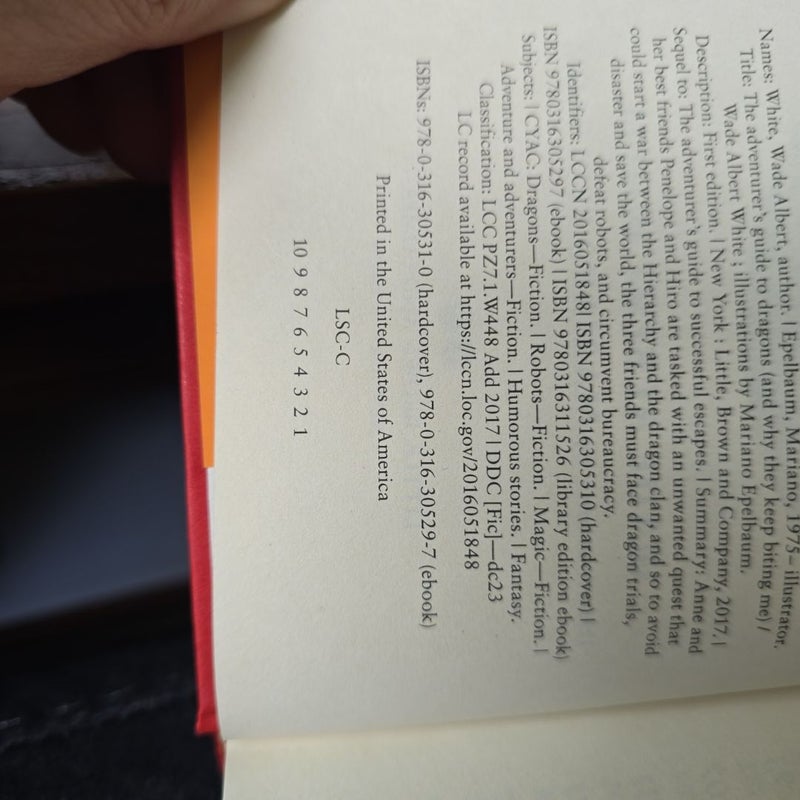 Names: White, Wade Albert, author. | Epelbaum, Mariano, 1975– illustrator.
Title: The adventurer's guide to dragons (and why they keep biting me) /
Wade Albert White ; illustrations by Mariano Epelbaum.
Description: First edition. | New York : Little, Brown and Company, 2017. |
Sequel to: The adventurer's guide to successful escapes. | Summary: Anne and
her best friends Penelope and Hiro are tasked with an unwanted quest that
could start a war between the Hierarchy and the dragon clan, and so to avoid
disaster and save the world, the three friends must face dragon trials,
defeat robots, and circumvent bureaucracy.
Identifiers: LCCN 2016051848| ISBN 9780316305310 (hardcover) |
ISBN 9780316305297 (ebook) | ISBN 9780316311526 (library edition ebook)
Subjects: | CYAC: Dragons—Fiction. | Robots—Fiction. | Magic—Fiction. |
Adventure and adventurers—Fiction. | Humorous stories. | Fantasy.
Classification: LCC PZ7.1.W448 Add 2017 | DDC [Fic]—dc23
LC record available at https://lccn.loc.gov/2016051848
ISBNs: 978-0-316-30531-0 (hardcover), 978-0-316-30529-7 (ebook)
Printed in the United States of America
LSC-C
10 9 8 7 6 5 4 3 2 1